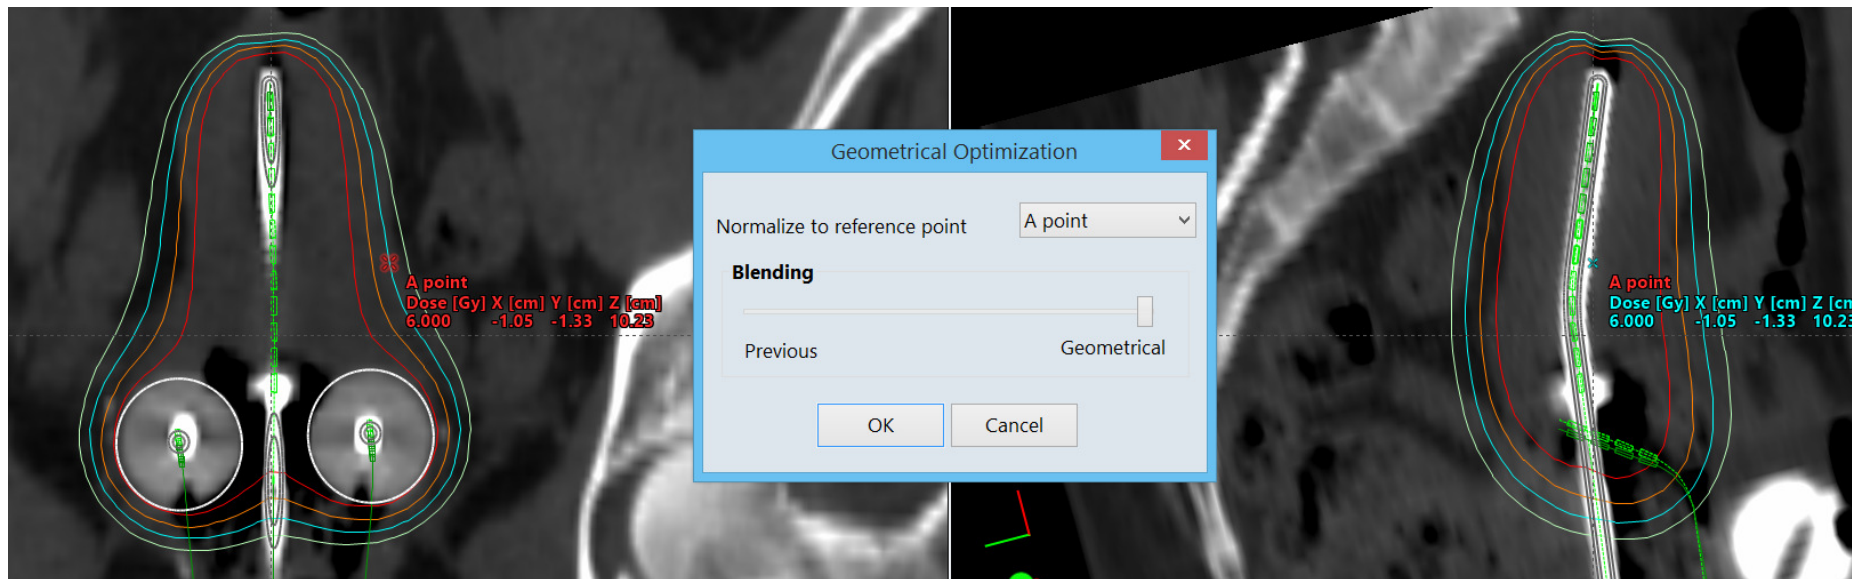 Geometrical Optimization
Normalize to reference point
A point
Blending
Previous
Geometrical
OK
Cancel
A point
Dose [Gy] X [cm] Y [cm] Z [cm]
6.000 -1.05 -1.33 10.23
A point
Dose [Gy] X [cm] Y [cm] Z [cm
6.000 -1.05 -1.33 10.23